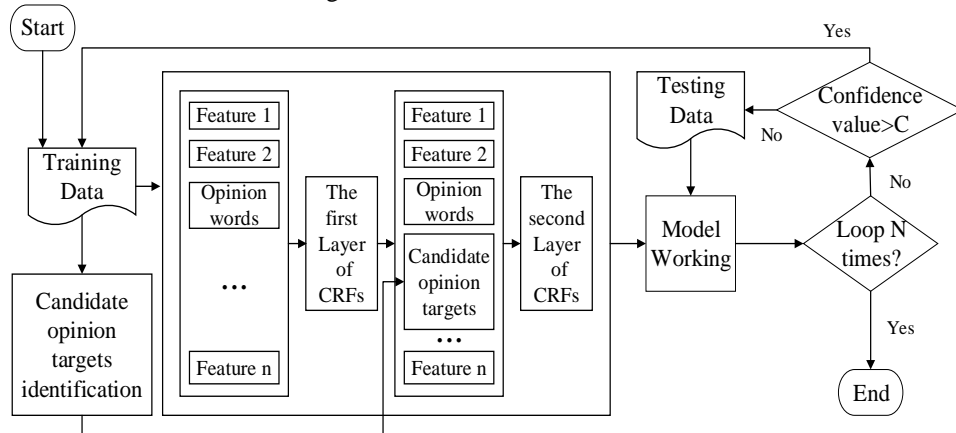 Start
Training
Data
Candidate
opinion
targets
identification
Feature 1
Feature 2
Opinion
words
...
Feature n
The
first
Layer
of
CRFs
Feature 1
Feature 2
Opinion
words
Candidate
opinion
targets
...
Feature n
The
second
Layer
of
CRFs
Testing
Data
Model
Working
Yes
Confidence
value>C
No
No
Loop N
times?
Yes
End